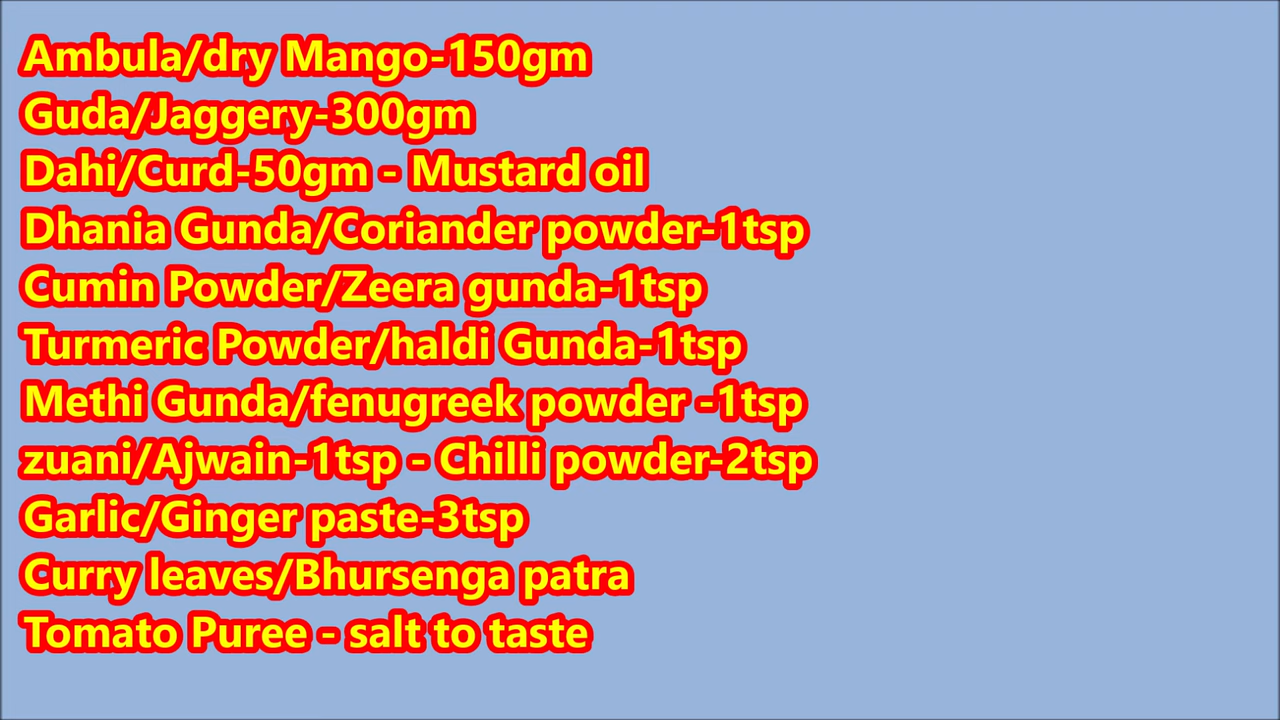 Ambula/dry Mango-150gm
Guda/Jaggery-300gm
Dahi/Curd-50gm - Mustard oil
Dhania Gunda/Coriander powder-1tsp
Cumin Powder/Zeera gunda-1tsp
Turmeric Powder/haldi Gunda-1tsp
Methi Gunda/fenugreek powder -1tsp
zuani/Ajwain-1tsp - Chilli powder-2tsp
Garlic/Ginger paste-3tsp
Curry leaves/Bhursenga patra
Tomato Puree - salt to taste